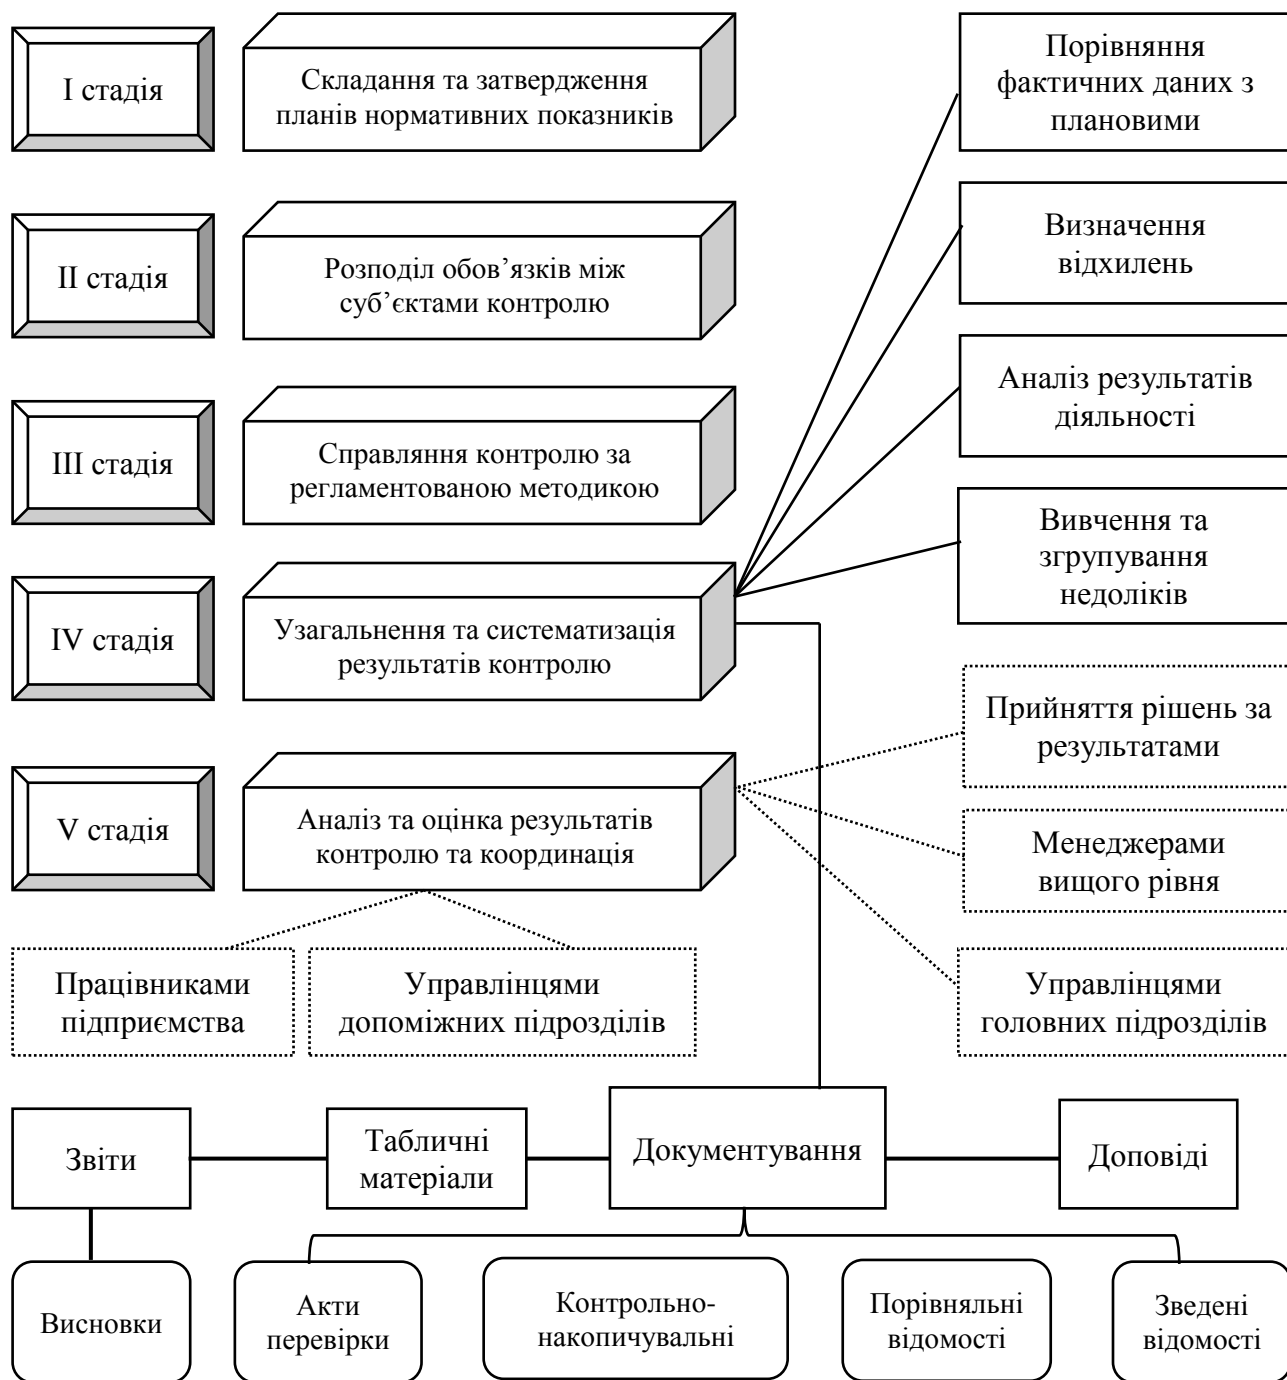 І стадія
Складання та затвердження
планів нормативних показників
Порівняння
фактичних даних з
плановими
ІІ стадія
Розподіл обов’язків між
суб’єктами контролю
Визначення
відхилень
ІІІ стадія
Справляння контролю за
регламентованою методикою
Аналіз результатів
діяльності
Вивчення та
згрупування
недоліків
IV стадія
Узагальнення та систематизація
результатів контролю
Прийняття рішень за
результатами
V стадія
Аналіз та оцінка результатів
контролю та координація
Менеджерами
вищого рівня
Працівниками
підприємства
Управлінцями
допоміжних підрозділів
Управлінцями
головних підрозділів
Звіти
Табличні
матеріали
Документування
Доповіді
Висновки
Акти
перевірки
Контрольно-
накопичувальні
Порівняльні
відомості
Зведені
відомості